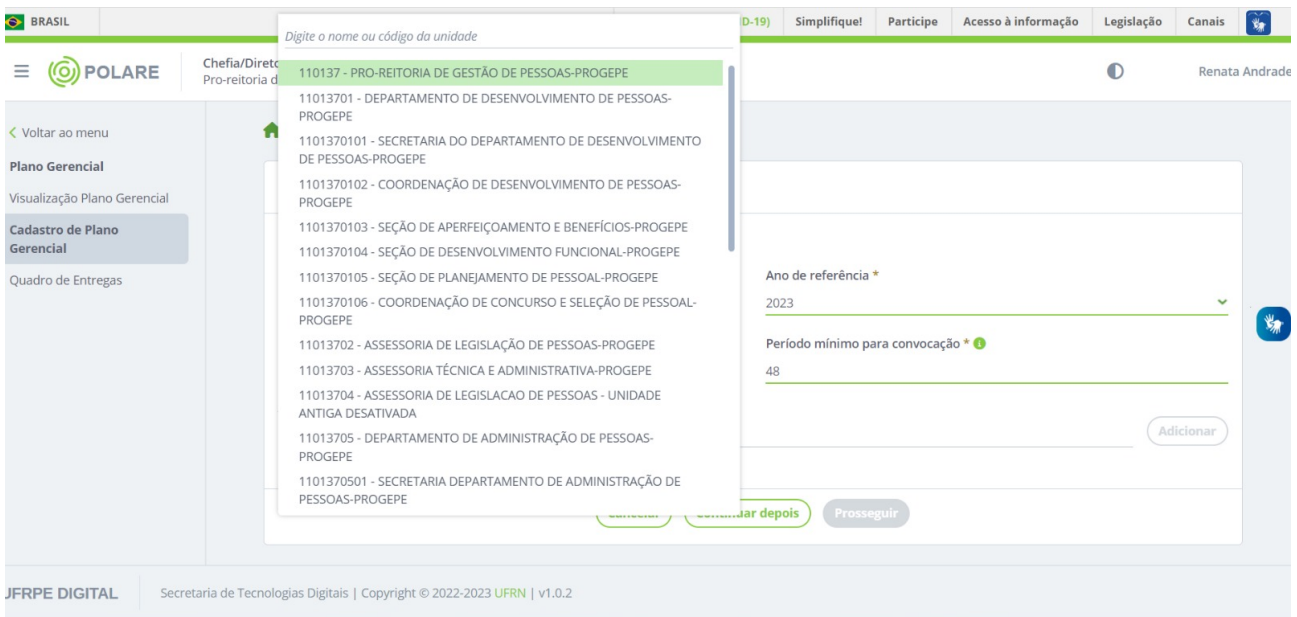 BRASIL
D-19)
Simplifique!
Participe
Acesso à informação
Legislação
Canais
POLARE
Chefia/Direto
Pro-reitoria d
Renata Andrade
Digite o nome ou código da unidade
110137 - PRO-REITORIA DE GESTÃO DE PESSOAS-PROGEPE
11013701 - DEPARTAMENTO DE DESENVOLVIMENTO DE PESSOAS-
PROGEPE
1101370101 - SECRETARIA DO DEPARTAMENTO DE DESENVOLVIMENTO
DE PESSOAS-PROGEPE
1101370102 - COORDENAÇÃO DE DESENVOLVIMENTO DE PESSOAS-
PROGEPE
1101370103 - SEÇÃO DE APERFEIÇOAMENTO E BENEFÍCIOS-PROGEPE
1101370104 - SEÇÃO DE DESENVOLVIMENTO FUNCIONAL-PROGEPE
1101370105 - SEÇÃO DE PLANEJAMENTO DE PESSOAL-PROGEPE
1101370106 - COORDENAÇÃO DE CONCURSO E SELEÇÃO DE PESSOAL-
PROGEPE
11013702 - ASSESSORIA DE LEGISLAÇÃO DE PESSOAS-PROGEPE
11013703 - ASSESSORIA TÉCNICA E ADMINISTRATIVA-PROGEPE
11013704 - ASSESSORIA DE LEGISLACAO DE PESSOAS - UNIDADE
ANTIGA DESATIVADA
11013705 - DEPARTAMENTO DE ADMINISTRAÇÃO DE PESSOAS-
PROGEPE
1101370501 - SECRETARIA DEPARTAMENTO DE ADMINISTRAÇÃO DE
PESSOAS-PROGEPE
Voltar ao menu
Plano Gerencial
Visualização Plano Gerencial
Cadastro de Plano
Gerencial
Quadro de Entregas
Ano de referência *
2023
Período mínimo para convocação *
48
Adicionar
Cancelar
Continuar depois
Prosseguir
UFRPE DIGITAL
Secretaria de Tecnologias Digitais | Copyright © 2022-2023 UFRN | v1.0.2